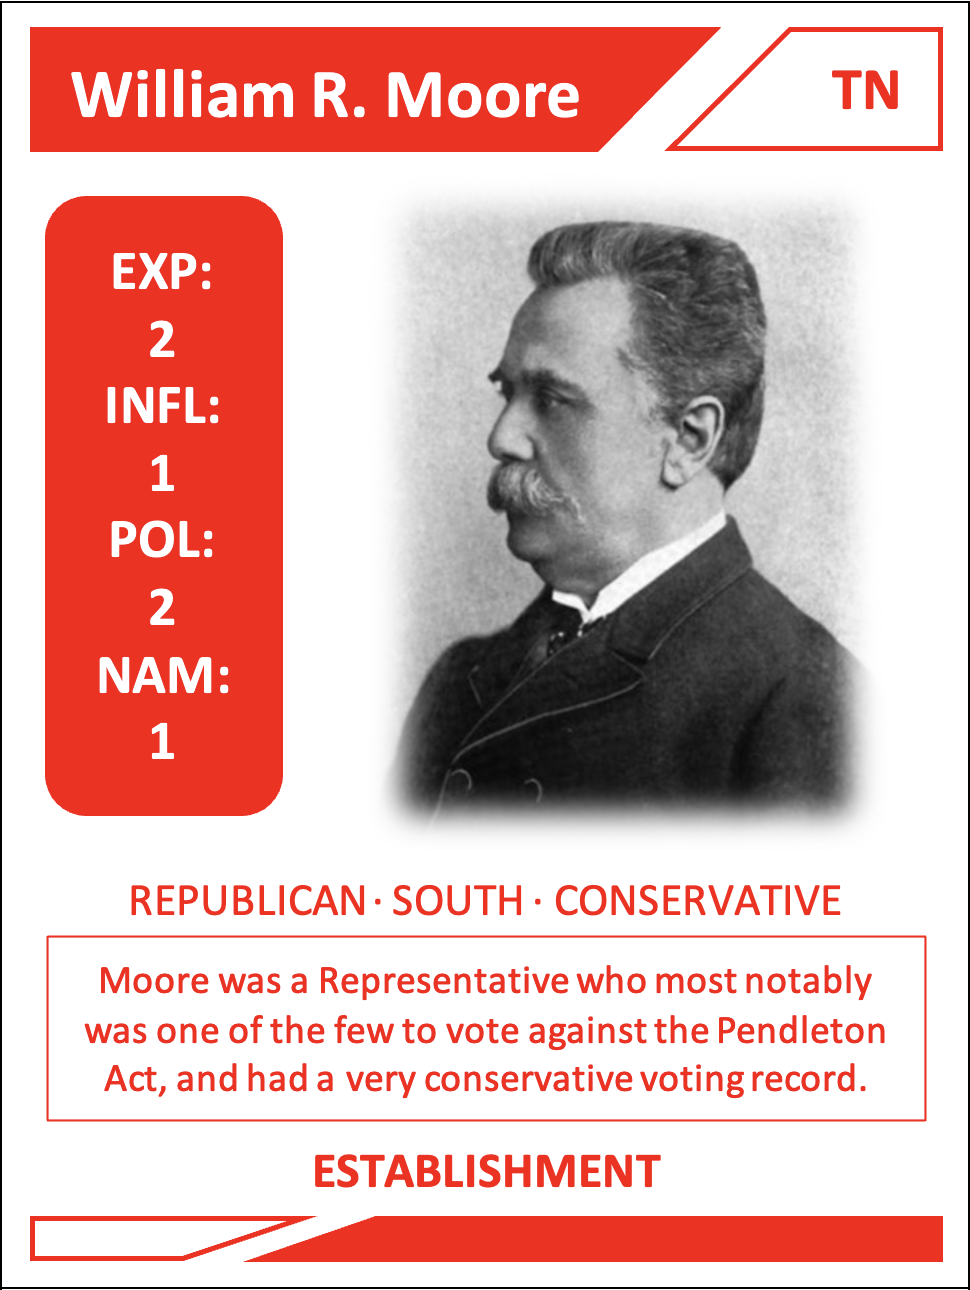 William R. Moore
TN
EXP:
2
INFL:
1
POL:
2
NAM:
1
REPUBLICAN · SOUTH · CONSERVATIVE
Moore was a Representative who most notably
was one of the few to vote against the Pendleton
Act, and had a very conservative voting record.
ESTABLISHMENT